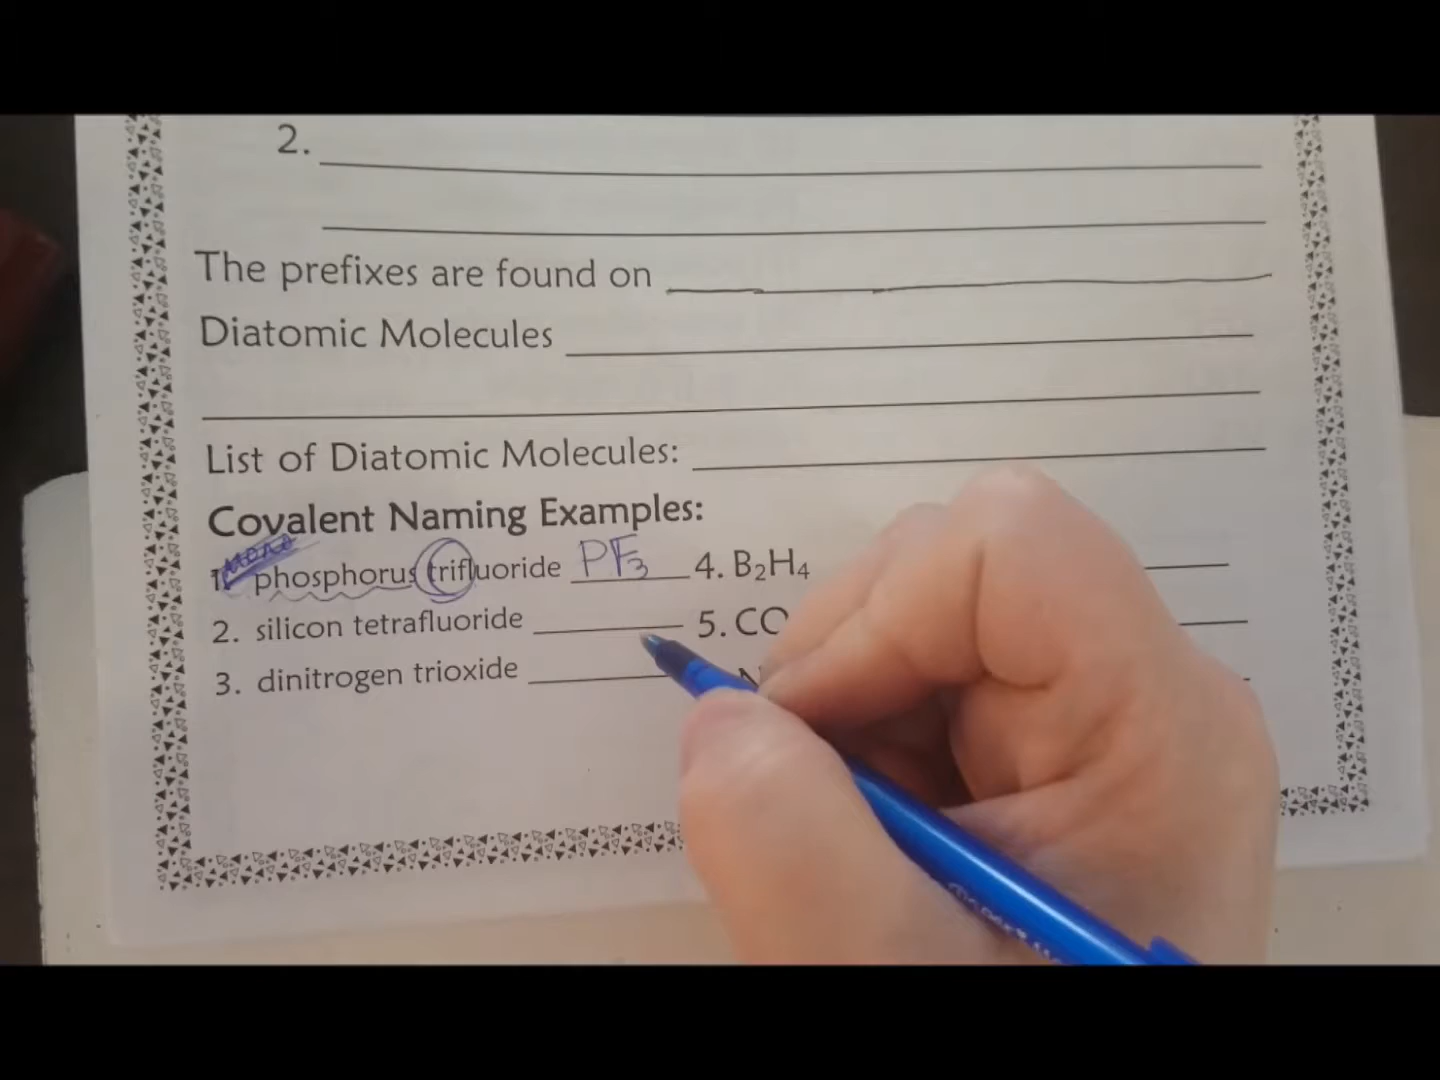 2.
The prefixes are found on
Diatomic Molecules
List of Diatomic Molecules:
Covalent Naming Examples:
mono
1. phosphorus trifluoride PF₃ 4. B₂H₄
2. silicon tetrafluoride 5. CO
3. dinitrogen trioxide